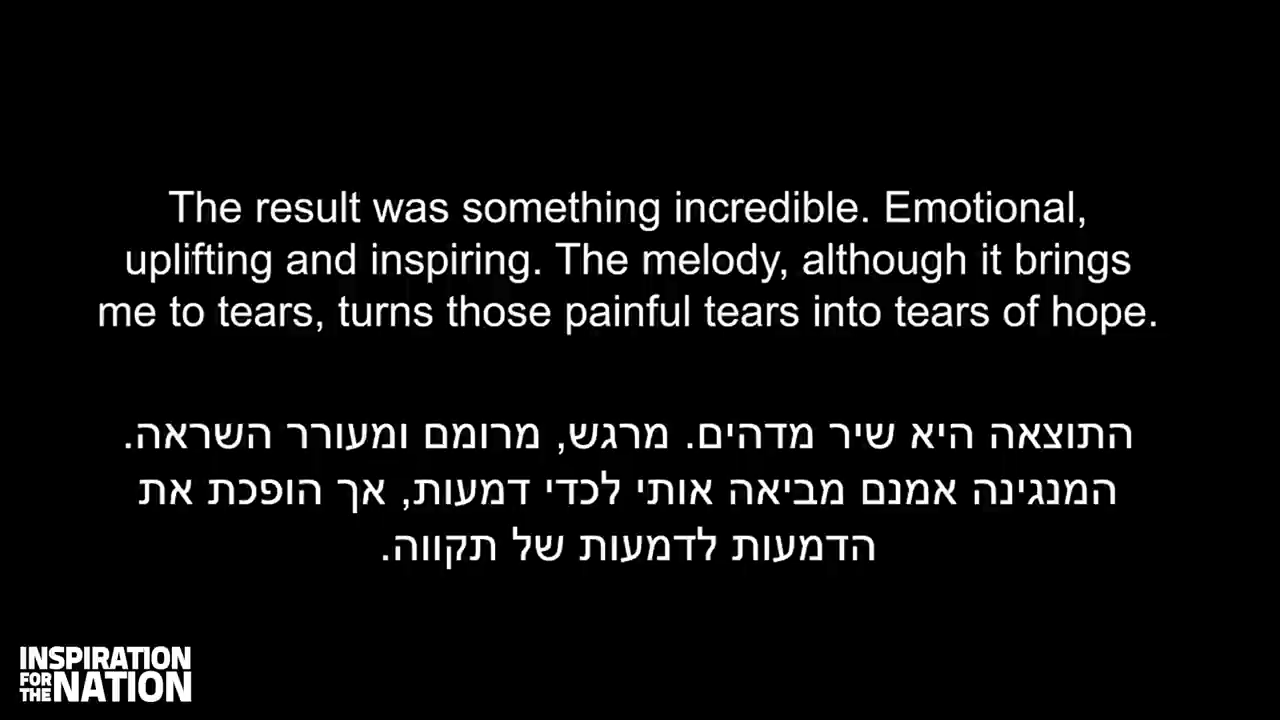 The result was something incredible. Emotional,
uplifting and inspiring. The melody, although it brings
me to tears, turns those painful tears into tears of hope.
התוצאה היא שיר מדהים. מרגש, מרומם ומעורר השראה.
המנגינה אמנם מביאה אותי לכדי דמעות, אך הופכת את
הדמעות לדמעות של תקווה.
INSPIRATION
FOR THE NATION